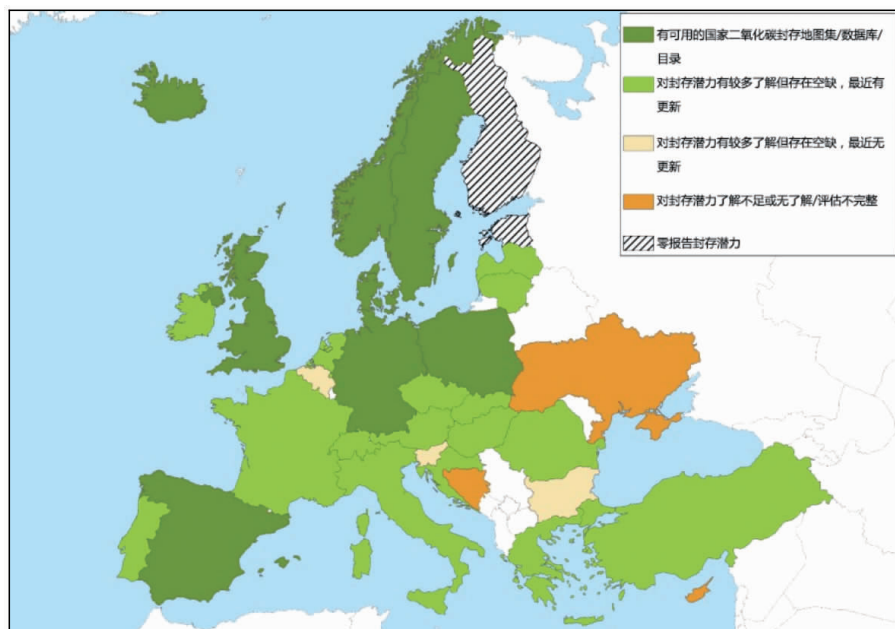 有可用的国家二氧化碳封存地图集/数据库/
目录
对封存潜力有较多了解但存在空缺，最近有
更新
对封存潜力有较多了解但存在空缺，最近无
更新
对封存潜力了解不足或无了解/评估不完整
零报告封存潜力